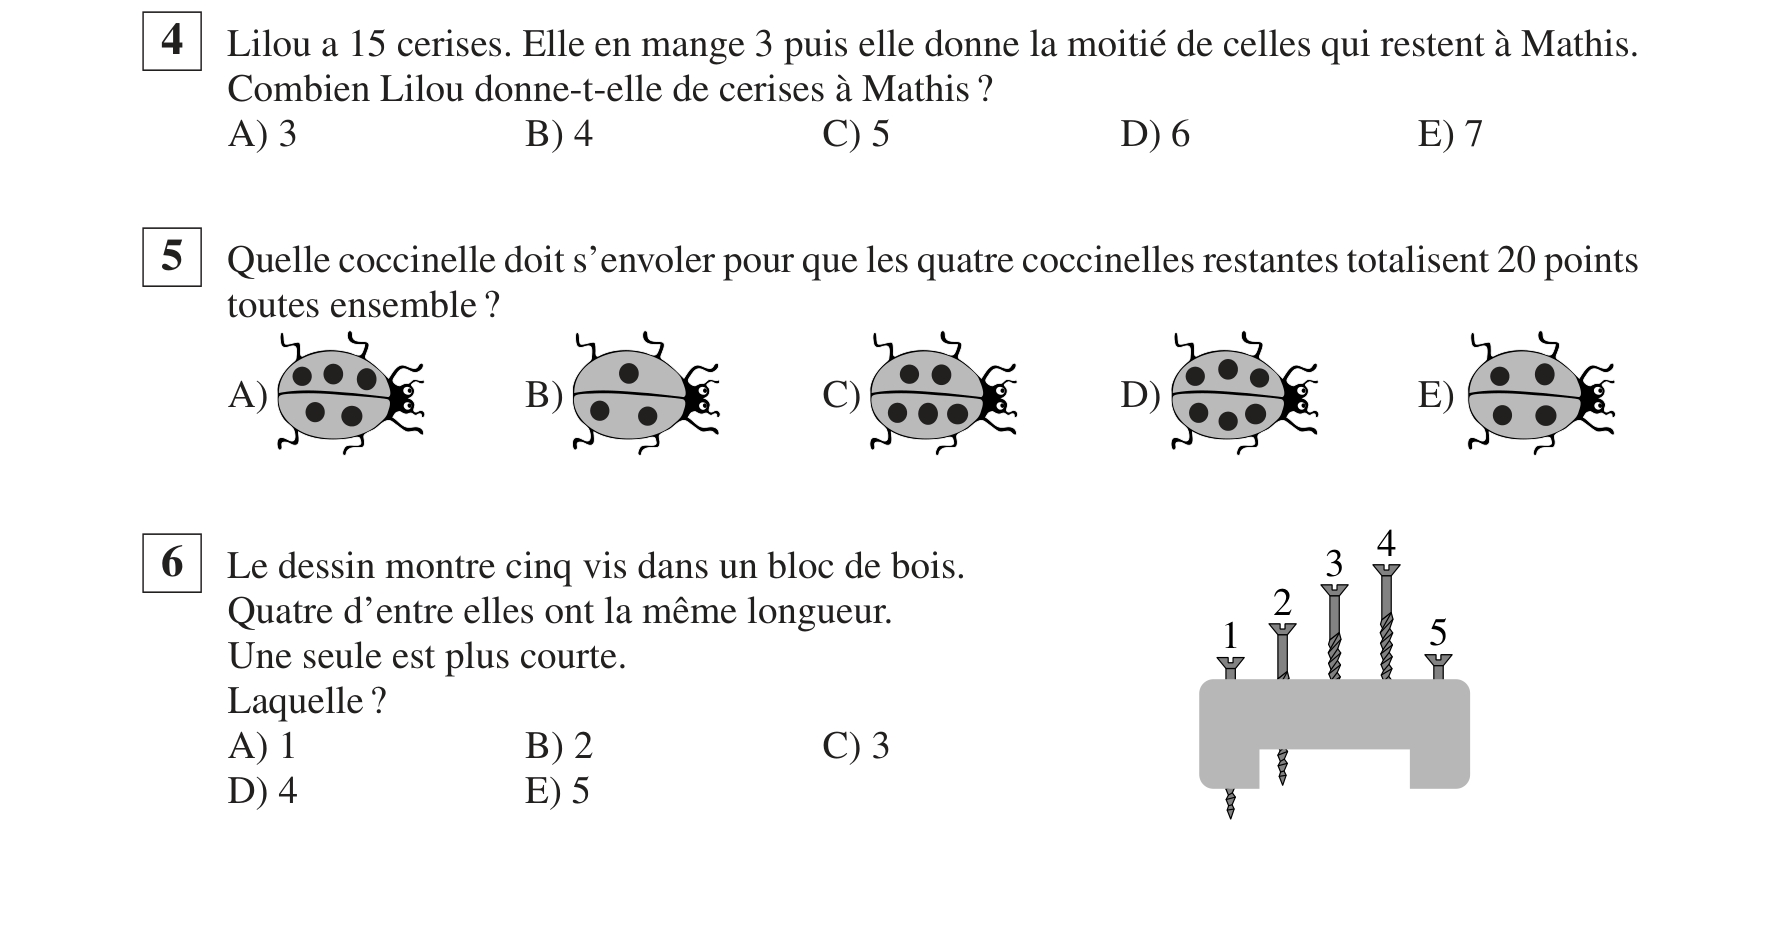 4 Lilou a 15 cerises. Elle en mange 3 puis elle donne la moitié de celles qui restent à Mathis.
Combien Lilou donne-t-elle de cerises à Mathis ?
A) 3 B) 4 C) 5 D) 6 E) 7
5 Quelle coccinelle doit s’envoler pour que les quatre coccinelles restantes totalisent 20 points
toutes ensemble ?
A) B) C) D) E)
6 Le dessin montre cinq vis dans un bloc de bois.
Quatre d’entre elles ont la même longueur.
Une seule est plus courte.
Laquelle ?
A) 1 B) 2 C) 3
D) 4 E) 5
1 2 3 4 5